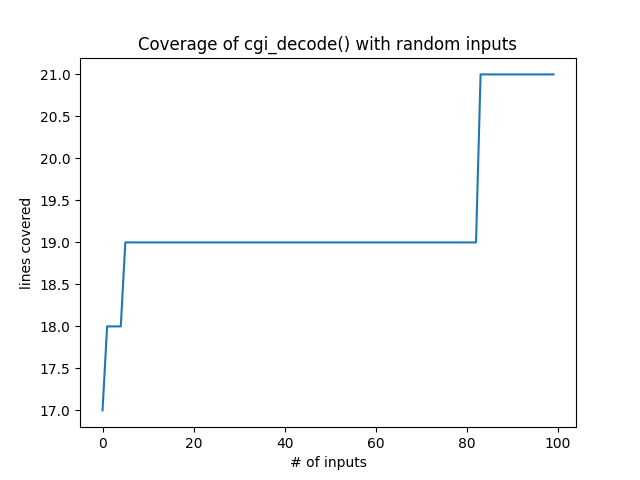 Coverage of cgi_decode() with random inputs
21.0
20.5
20.0
19.5
19.0
18.5
18.0
17.5
17.0
lines covered
0 20 40 60 80 100
# of inputs